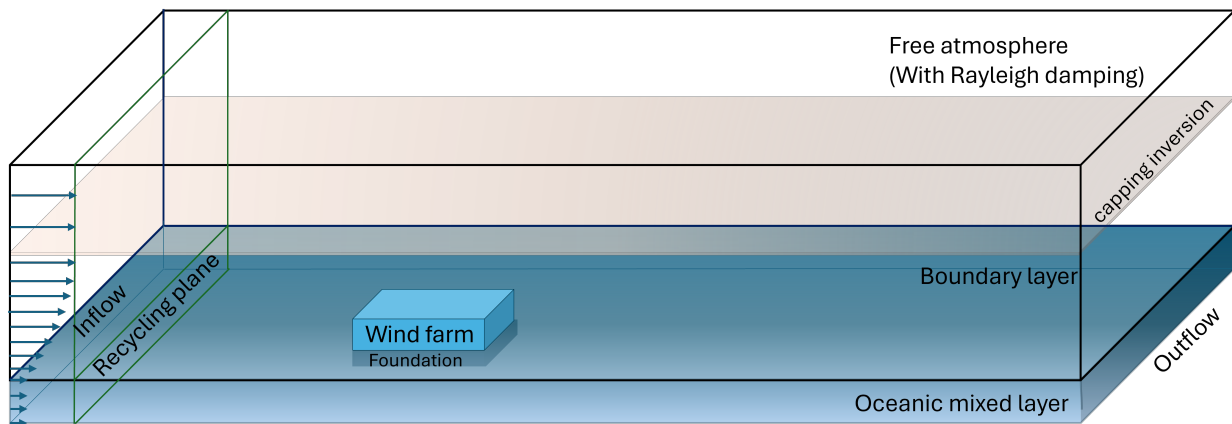 Free atmosphere
(With Rayleigh damping)
capping inversion
Boundary layer
Inflow
Recycling plane
Wind farm
Foundation
Outflow
Oceanic mixed layer